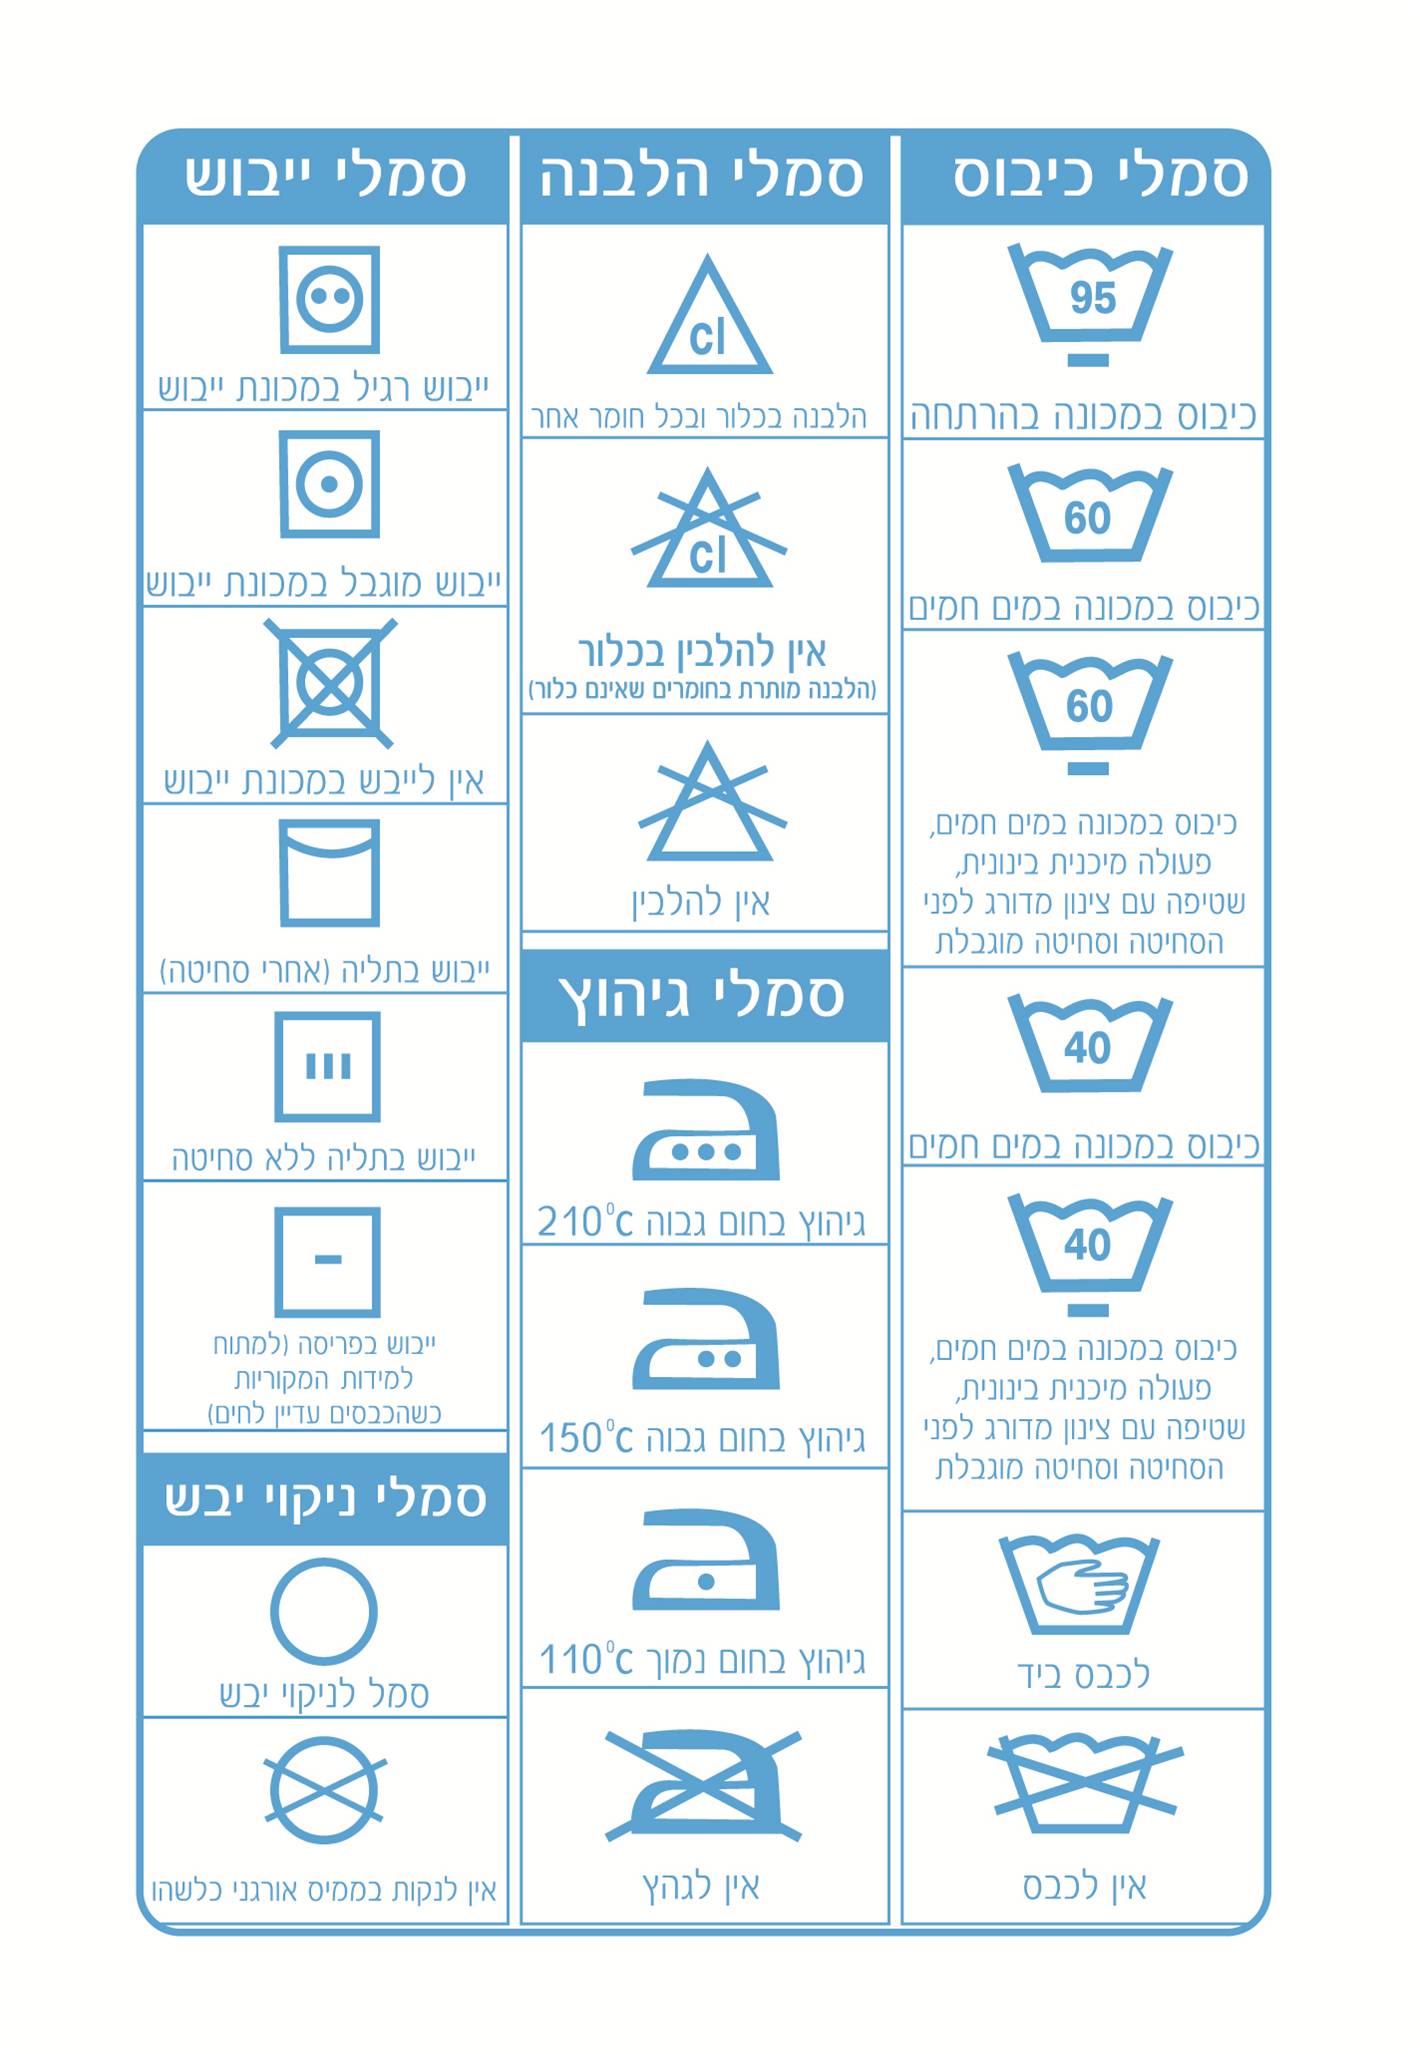 סמלי כיבוס
95
כיבוס במכונה בהרתחה
60
כיבוס במכונה במים חמים
60
כיבוס במכונה במים חמים,
פעולה מיכנית בינונית,
שטיפה עם צינון מדורג לפני
הסחיטה וסחיטה מוגבלת
40
כיבוס במכונה במים חמים
40
כיבוס במכונה במים חמים,
פעולה מיכנית בינונית,
שטיפה עם צינון מדורג לפני
הסחיטה וסחיטה מוגבלת
לכבס ביד
אין לכבס
סמלי הלבנה
cl
הלבנה בכלור ובכל חומר אחר
cl
אין להלבין בכלור
(הלבנה מותרת בחומרים שאינם כלור)
אין להלבין
סמלי גיהוץ
גיהוץ בחום גבוה 210°c
גיהוץ בחום גבוה 150°c
גיהוץ בחום נמוך 110°c
אין לגהץ
סמלי ייבוש
ייבוש רגיל במכונת ייבוש
ייבוש מוגבל במכונת ייבוש
אין לייבש במכונת ייבוש
ייבוש בתליה (אחרי סחיטה)
ייבוש בתליה ללא סחיטה
ייבוש בפריסה (למתוח
למידות המקוריות
כשהכבסים עדיין לחים)
סמלי ניקוי יבש
סמל לניקוי יבש
אין לנקות בממיס אורגני כלשהו